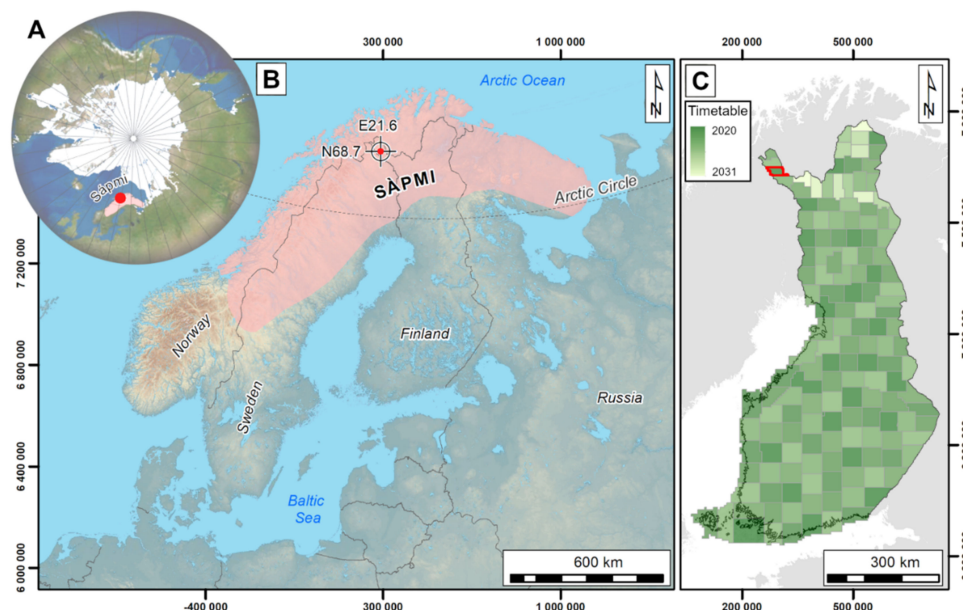 A
Sápmi
300 000
1 000 000
B
Arctic Ocean
N
E21.6
N68.7
SÀPMI
Arctic Circle
7 200 000
6 800 000
6 400 000
6 000 000
Norway
Sweden
Finland
Russia
Baltic
Sea
600 km
-400 000
300 000
1 000 000
200 000
500 000
C
N
Timetable
2020
2031
300 km
200 000
500 000